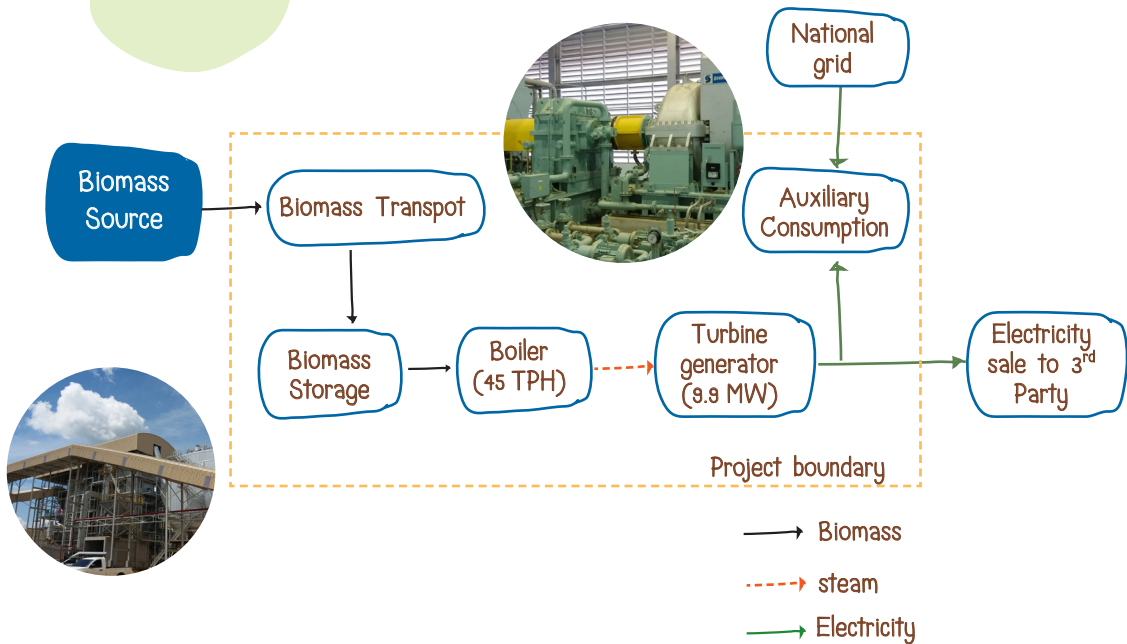 National
grid
Biomass
Source
Biomass Transpot
Auxiliary
Consumption
Biomass
Storage
Boiler
(45 TPH)
Turbine
generator
(9.9 MW)
Electricity
sale to 3rd
Party
Project boundary
Biomass
steam
Electricity